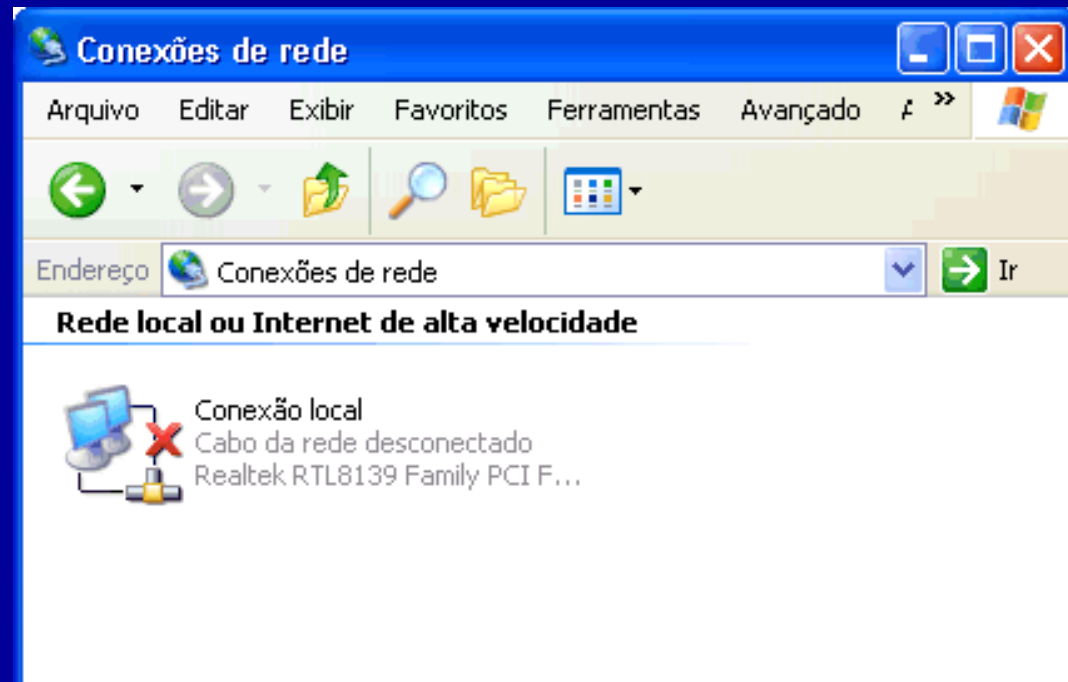 Conexões de rede
Arquivo Editar Exibir Favoritos Ferramentas Avançado »
Endereço Conexões de rede Ir
Rede local ou Internet de alta velocidade
Conexão local
Cabo da rede desconectado
Realtek RTL8139 Family PCI F...